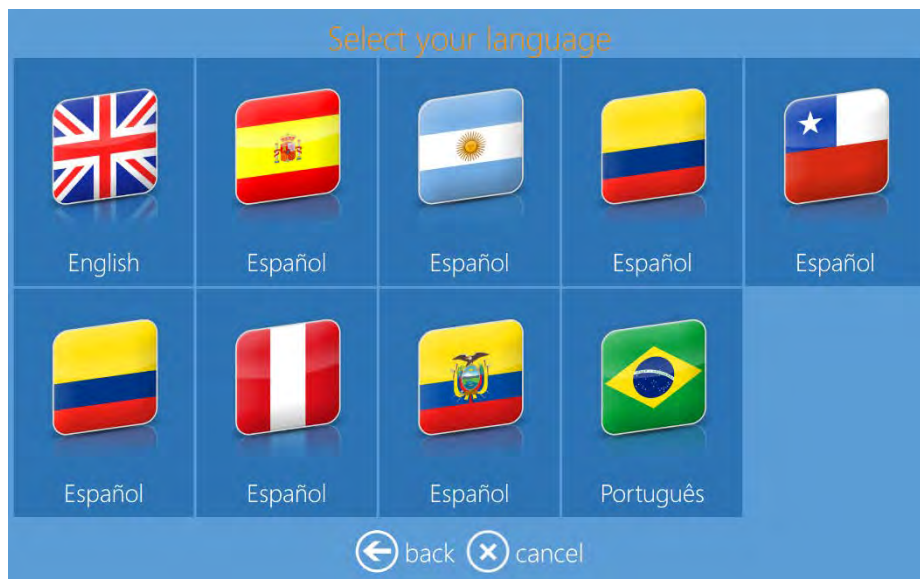 Select your language
English
Español
Español
Español
Español
Español
Español
Español
Português
back cancel